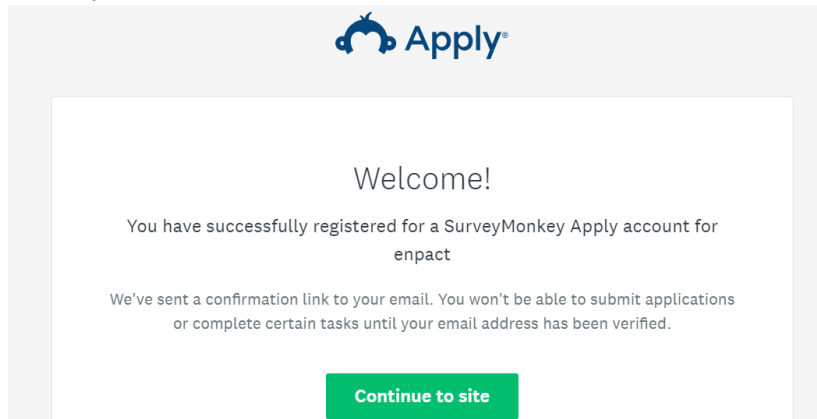 Apply®
Welcome!
You have successfully registered for a SurveyMonkey Apply account for
enpact
We've sent a confirmation link to your email. You won't be able to submit applications
or complete certain tasks until your email address has been verified.
Continue to site